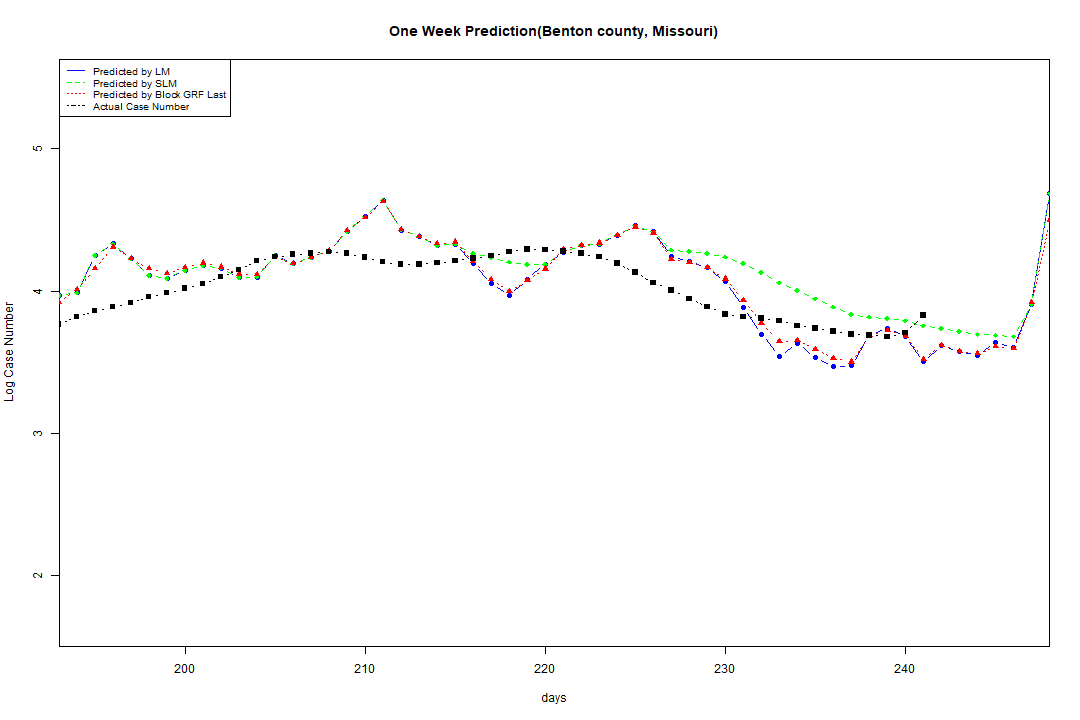 One Week Prediction(Benton county, Missouri)
Predicted by LM
Predicted by SLM
Predicted by Block GRF Last
Actual Case Number
5
4
3
2
Log Case Number
200 210 220 230 240
days